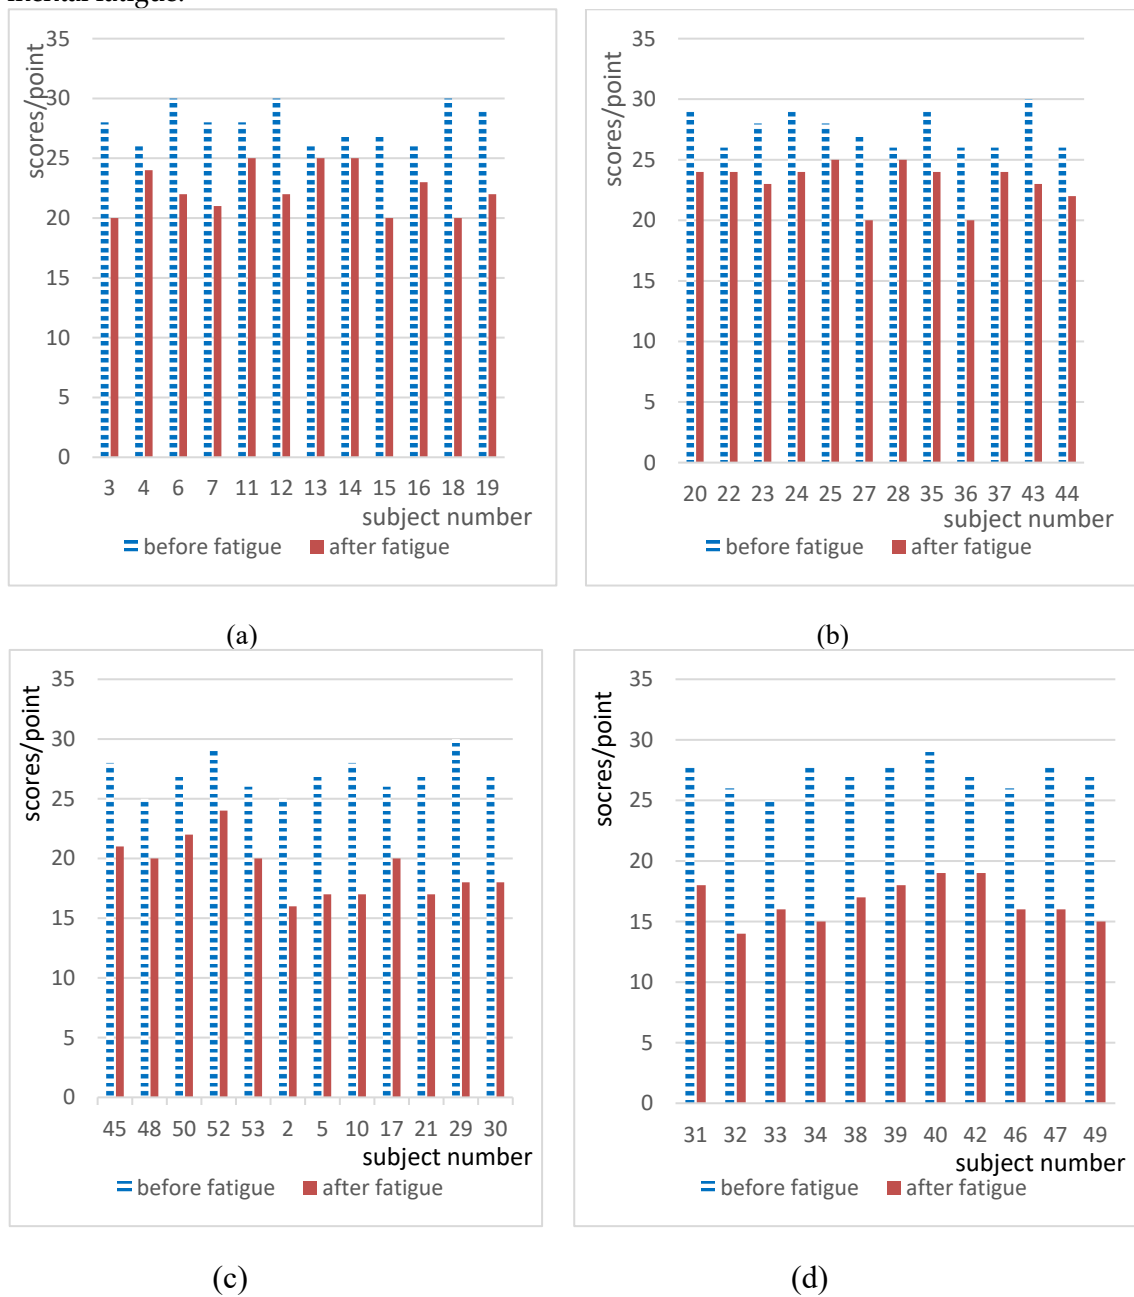 mental fatigue.
scores/point
35
30
25
20
15
10
5
0
3 4 6 7 11 12 13 14 15 16 18 19
subject number
before fatigue after fatigue
(a)
scores/point
35
30
25
20
15
10
5
0
20 22 23 24 25 27 28 35 36 37 43 44
subject number
before fatigue after fatigue
(b)
scores/point
35
30
25
20
15
10
5
0
45 48 50 52 53 2 5 10 17 21 29 30
subject number
before fatigue after fatigue
(c)
socres/point
35
30
25
20
15
10
5
0
31 32 33 34 38 39 40 42 46 47 49
subject number
before fatigue after fatigue
(d)